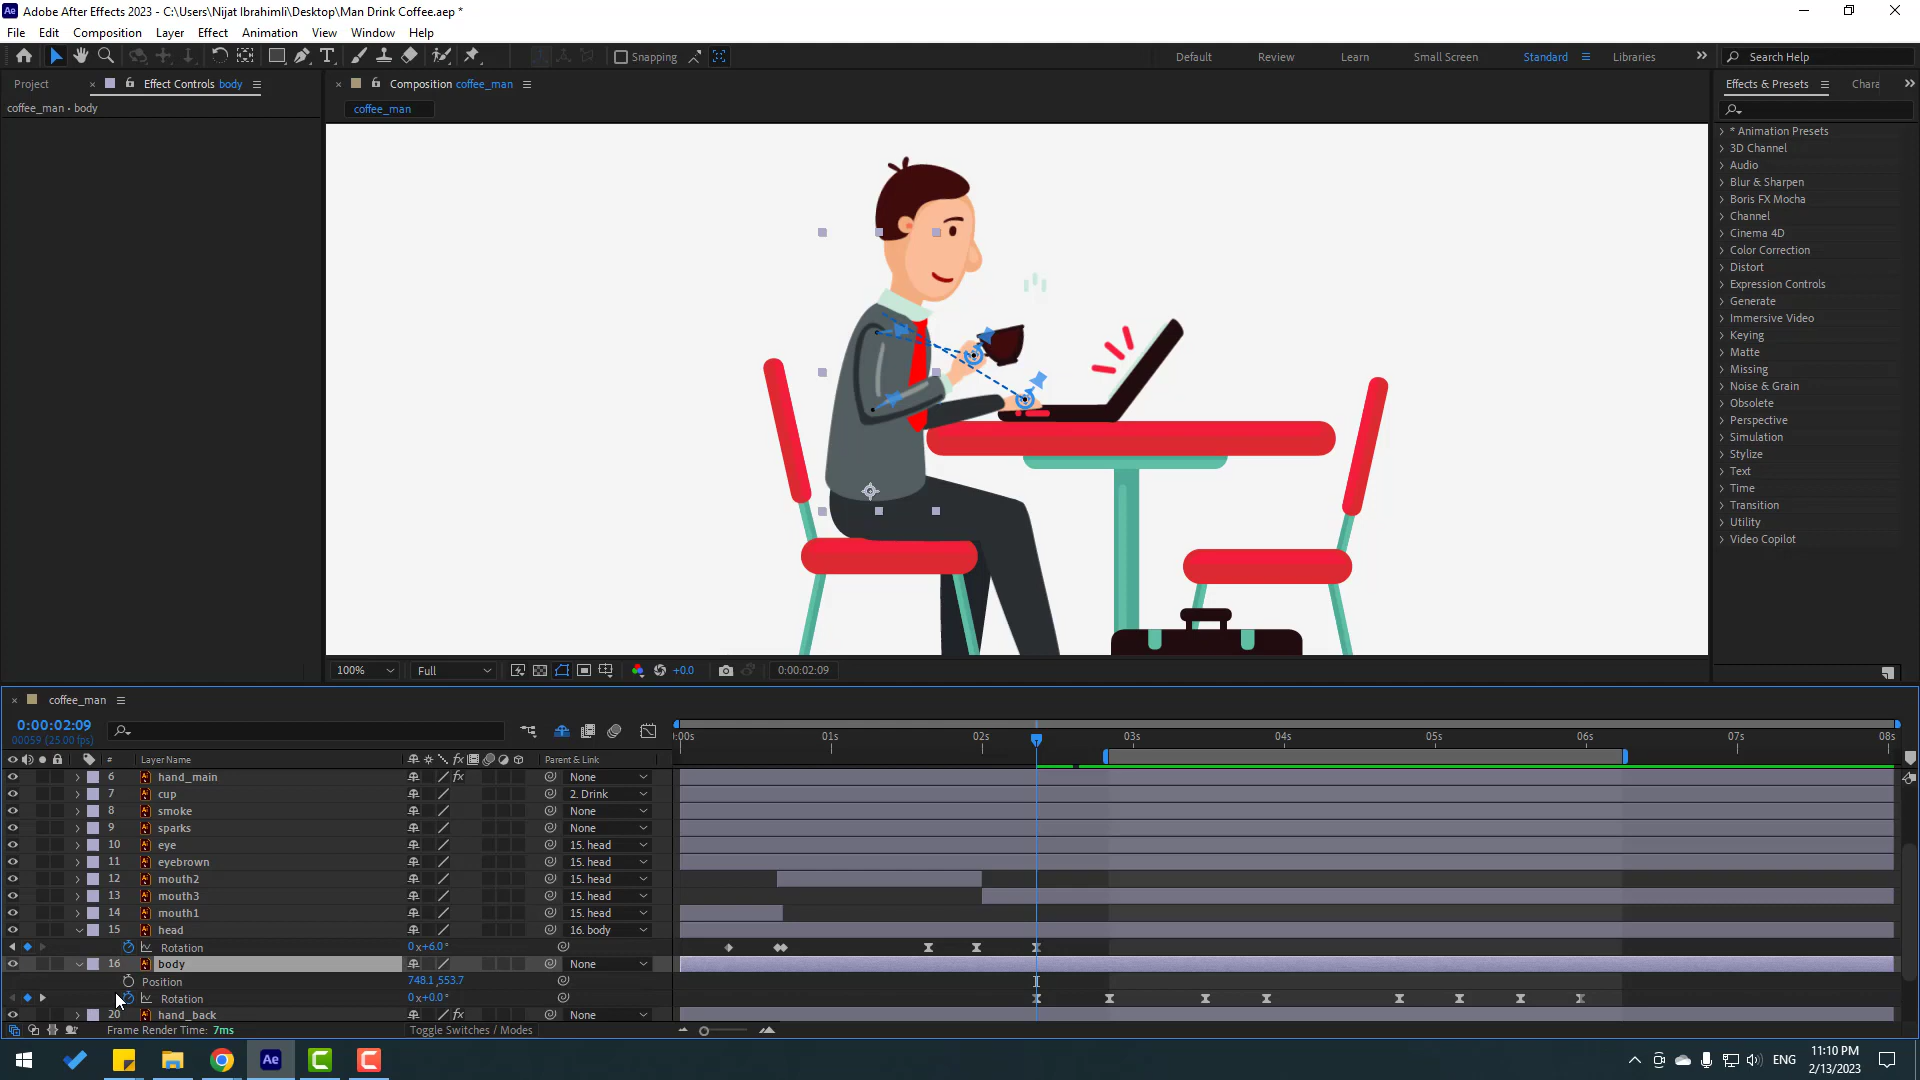 Adobe After Effects 2023 - C:\Users\Nijat Ibrahimli\Desktop\Man Drink Coffee.aep *
File Edit Composition Layer Effect Animation View Window Help
Snapping Default Review Learn Small Screen Standard Libraries Search Help
Project Effect Controls body Composition coffee_man Effects & Presets Chara
coffee_man • body
coffee_man
* Animation Presets
3D Channel
Audio
Blur & Sharpen
Boris FX Mocha
Channel
Cinema 4D
Color Correction
Distort
Expression Controls
Generate
Immersive Video
Keying
Matte
Missing
Noise & Grain
Obsolete
Perspective
Simulation
Stylize
Text
Time
Transition
Utility
Video Copilot
100% Full +0.0 0:00:02:09
coffee_man
0:00:02:09
00059 (25.00 fps)
:00s 01s 02s 03s 04s 05s 06s 07s 08s
# Layer Name fx Parent & Link
6 hand_main fx None
7 cup 2. Drink
8 smoke None
9 sparks None
10 eye 15. head
11 eyebrown 15. head
12 mouth2 15. head
13 mouth3 15. head
14 mouth1 15. head
15 head 16. body
Rotation 0x+6.0°
16 body None
Position 748.1,553.7
Rotation 0x+0.0°
20 hand_back fx None
Frame Render Time: 7ms Toggle Switches / Modes
Ae ENG 11:10 PM
2/13/2023